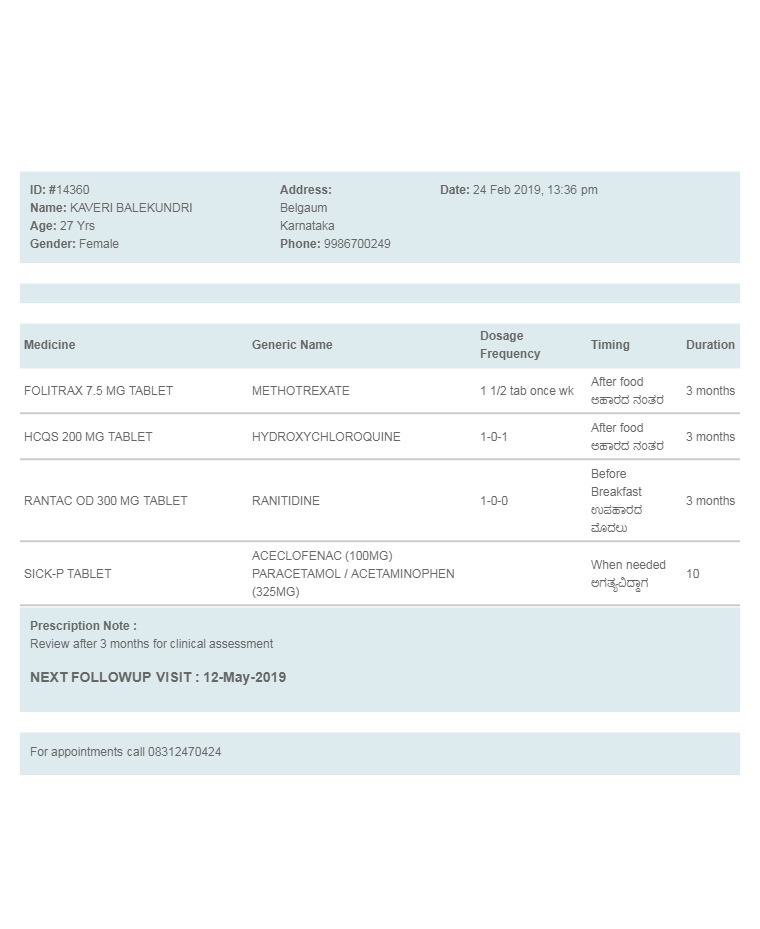 ID: #14360
Name: KAVERI BALEKUNDRI
Age: 27 Yrs
Gender: Female
Address:
Belgaum
Karnataka
Phone: 9986700249
Date: 24 Feb 2019, 13:36 pm
Medicine Generic Name Dosage Frequency Timing Duration
FOLITRAX 7.5 MG TABLET METHOTREXATE 1 1/2 tab once wk After food 3 months
ಆಹಾರದ ನಂತರ
HCQS 200 MG TABLET HYDROXYCHLOROQUINE 1-0-1 After food 3 months
ಆಹಾರದ ನಂತರ
RANTAC OD 300 MG TABLET RANITIDINE 1-0-0 Before 3 months
Breakfast
ಉಪಹಾರದ
ಮೊದಲು
SICK-P TABLET ACECLOFENAC (100MG) When needed 10
PARACETAMOL / ACETAMINOPHEN ಅಗತ್ಯವಿದ್ದಾಗ
(325MG)
Prescription Note :
Review after 3 months for clinical assessment
NEXT FOLLOWUP VISIT : 12-May-2019
For appointments call 08312470424